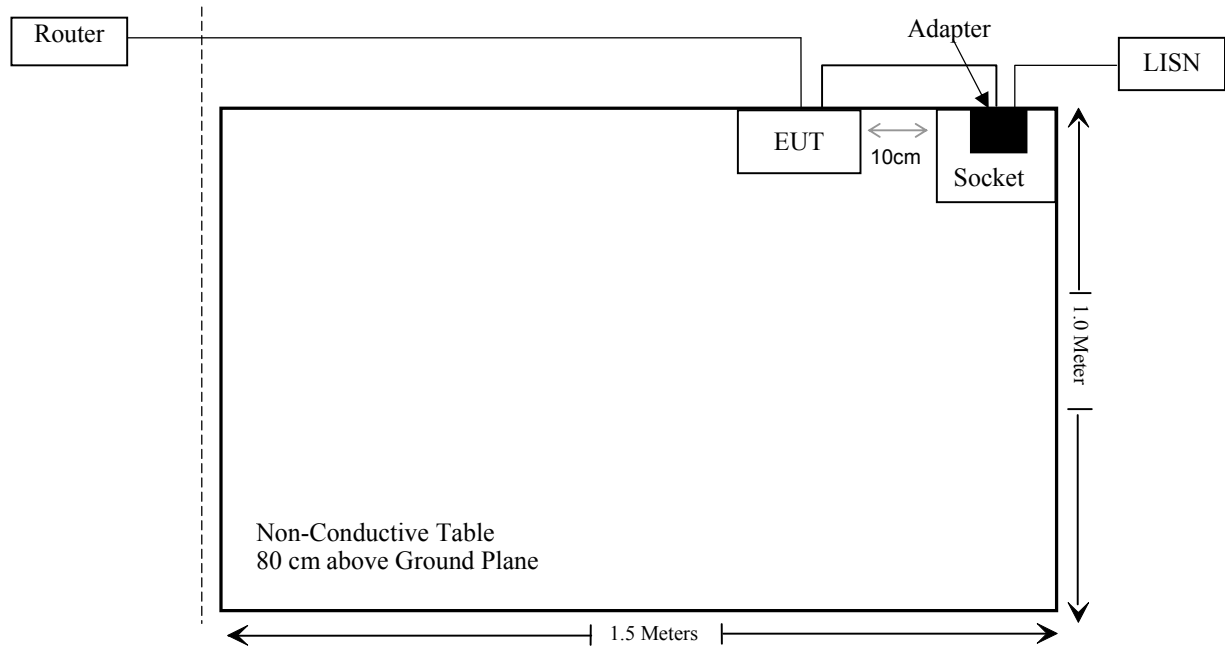 Router
Adapter
LISN
EUT
10cm
Socket
1.0 Meter
Non-Conductive Table
80 cm above Ground Plane
1.5 Meters